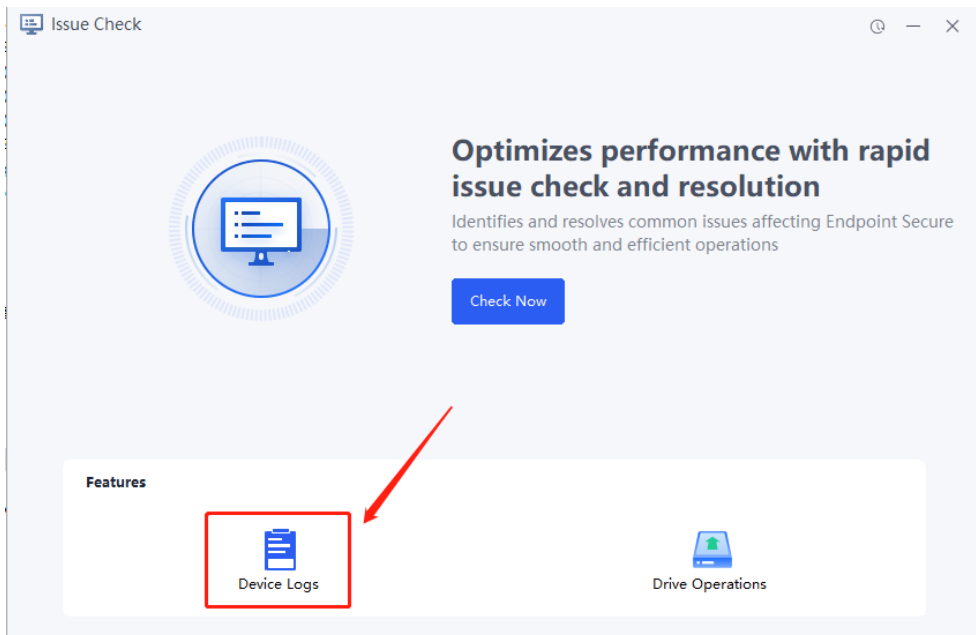 Issue Check
Optimizes performance with rapid
issue check and resolution
Identifies and resolves common issues affecting Endpoint Secure
to ensure smooth and efficient operations
Check Now
Features
Device Logs
Drive Operations